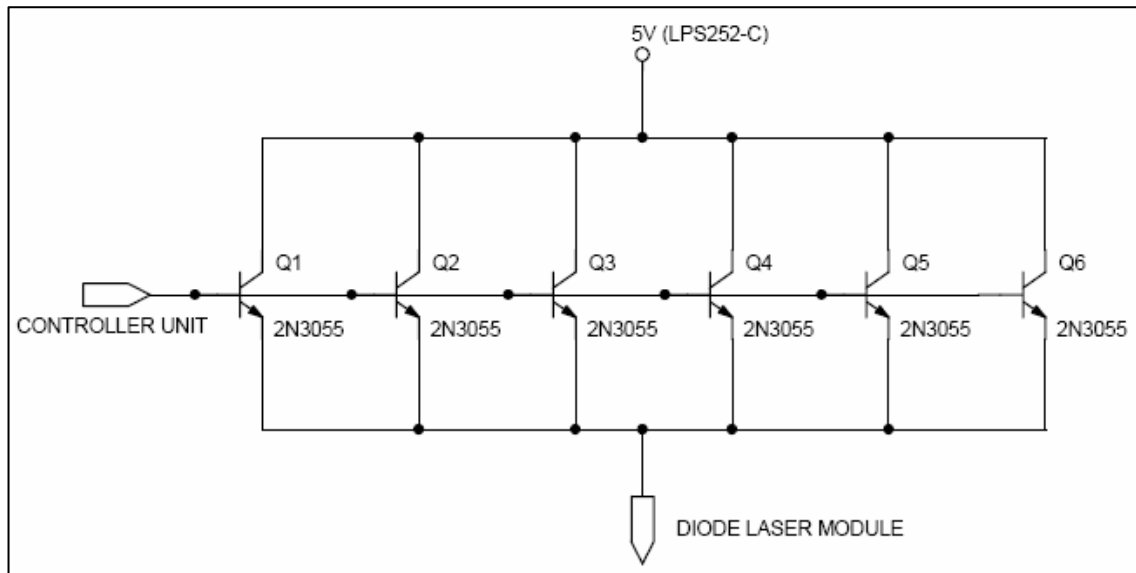 5V (LPS252-C)
Q1
Q2
Q3
Q4
Q5
Q6
CONTROLLER UNIT
2N3055
2N3055
2N3055
2N3055
2N3055
2N3055
DIODE LASER MODULE